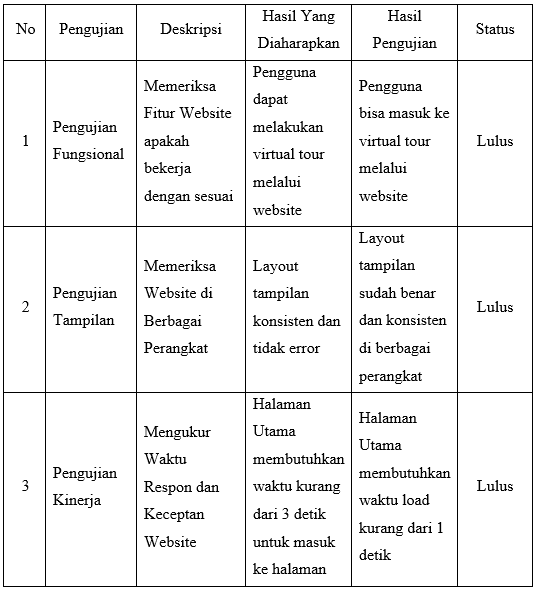 No
Pengujian
Deskripsi
Hasil Yang
Diaharapkan
Hasil
Pengujian
Status
1
Pengujian
Fungsional
Memeriksa
Fitur Website
apakah
bekerja
dengan sesuai
Pengguna
dapat
melakukan
virtual tour
melalui
website
Pengguna
bisa masuk ke
virtual tour
melalui
website
Lulus
2
Pengujian
Tampilan
Memeriksa
Website di
Berbagai
Perangkat
Layout
tampilan
konsisten dan
tidak error
Layout
tampilan
sudah benar
dan konsisten
di berbagai
perangkat
Lulus
3
Pengujian
Kinerja
Mengukur
Waktu
Respon dan
Keceptan
Website
Halaman
Utama
membutuhkan
waktu kurang
dari 3 detik
untuk masuk
ke halaman
Halaman
Utama
membutuhkan
waktu load
kurang dari 1
detik
Lulus